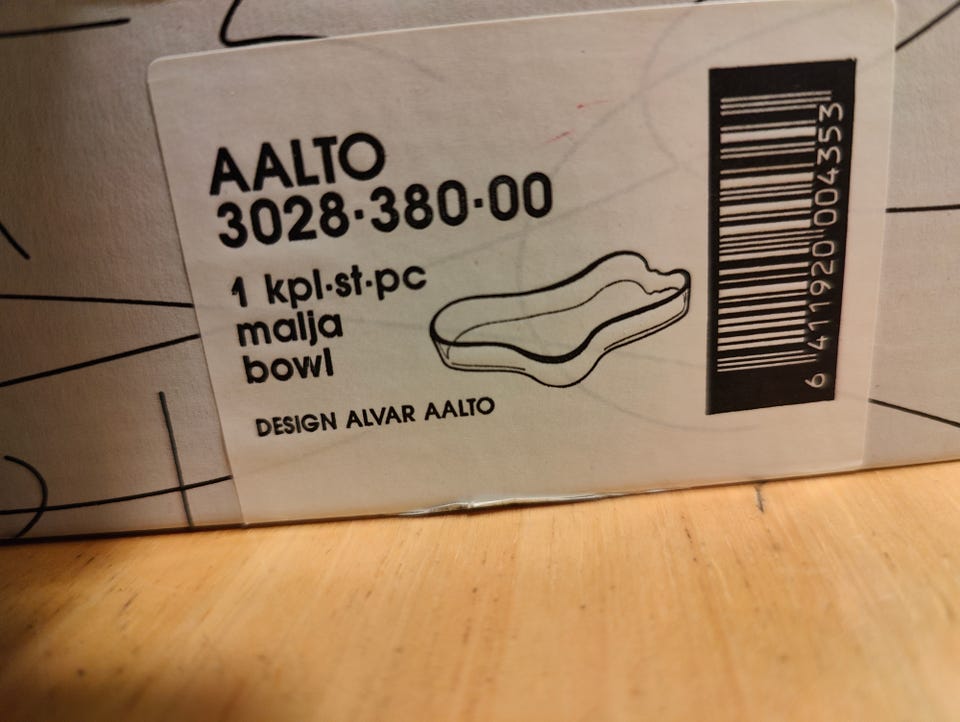 AALTO
3028·380·00
1 kpl·st·pc
malja
bowl
DESIGN ALVAR AALTO
6 411920 004353